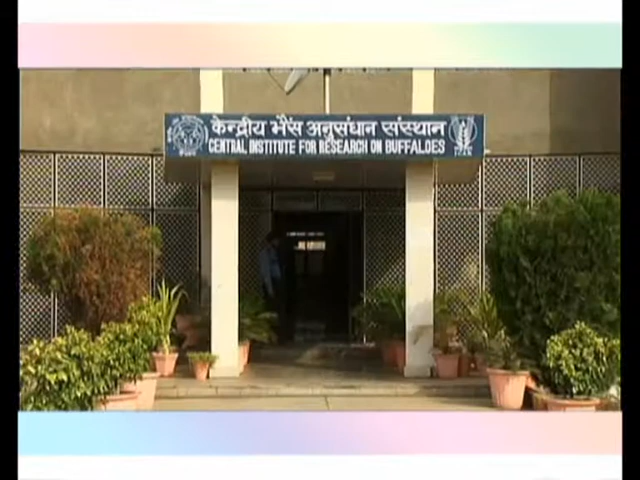 केन्द्रीय भैंस अनुसंधान संस्थान
CENTRAL INSTITUTE FOR RESEARCH ON BUFFALOES